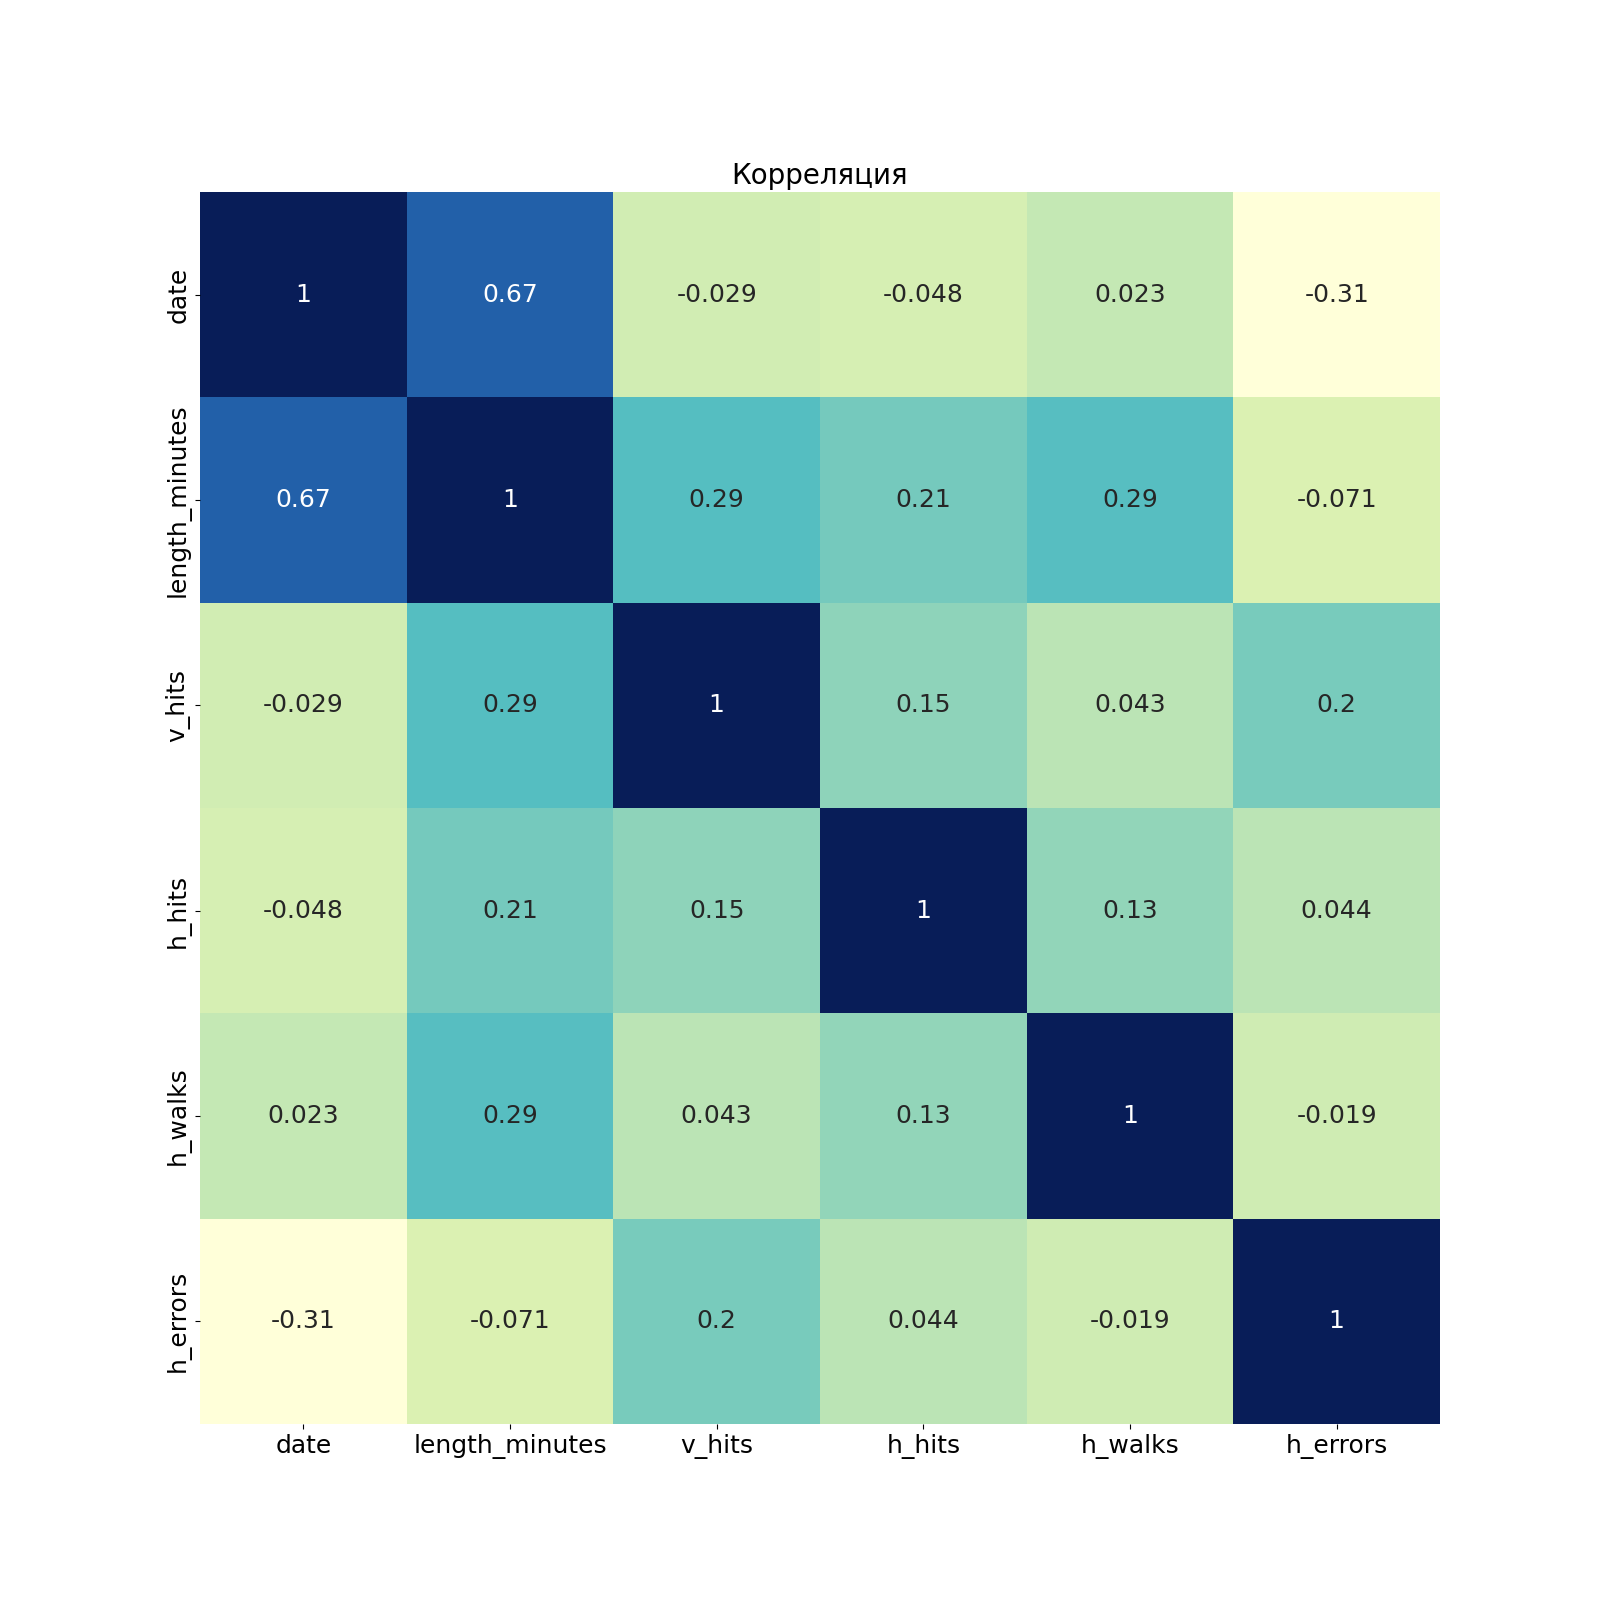 Корреляция
date 1 0.67 -0.029 -0.048 0.023 -0.31
length_minutes 0.67 1 0.29 0.21 0.29 -0.071
v_hits -0.029 0.29 1 0.15 0.043 0.2
h_hits -0.048 0.21 0.15 1 0.13 0.044
h_walks 0.023 0.29 0.043 0.13 1 -0.019
h_errors -0.31 -0.071 0.2 0.044 -0.019 1
date length_minutes v_hits h_hits h_walks h_errors